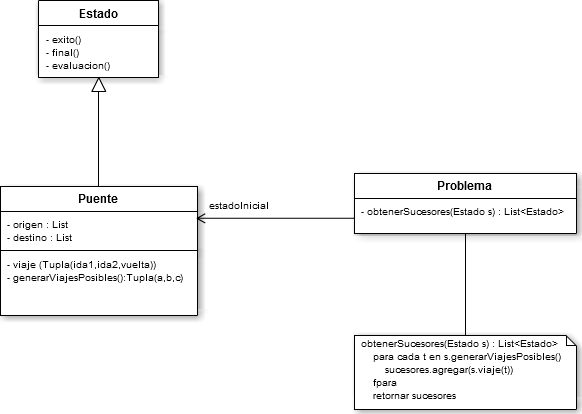 Estado
- exito()
- final()
- evaluacion()
Puente
- origen : List
- destino : List
- viaje (Tupla(ida1,ida2,vuelta))
- generarViajesPosibles():Tupla(a,b,c)
estadoInicial
Problema
- obtenerSucesores(Estado s) : List<Estado>
obtenerSucesores(Estado s) : List<Estado>
para cada t en s.generarViajesPosibles()
sucesores.agregar(s.viaje(t))
fpara
retornar sucesores